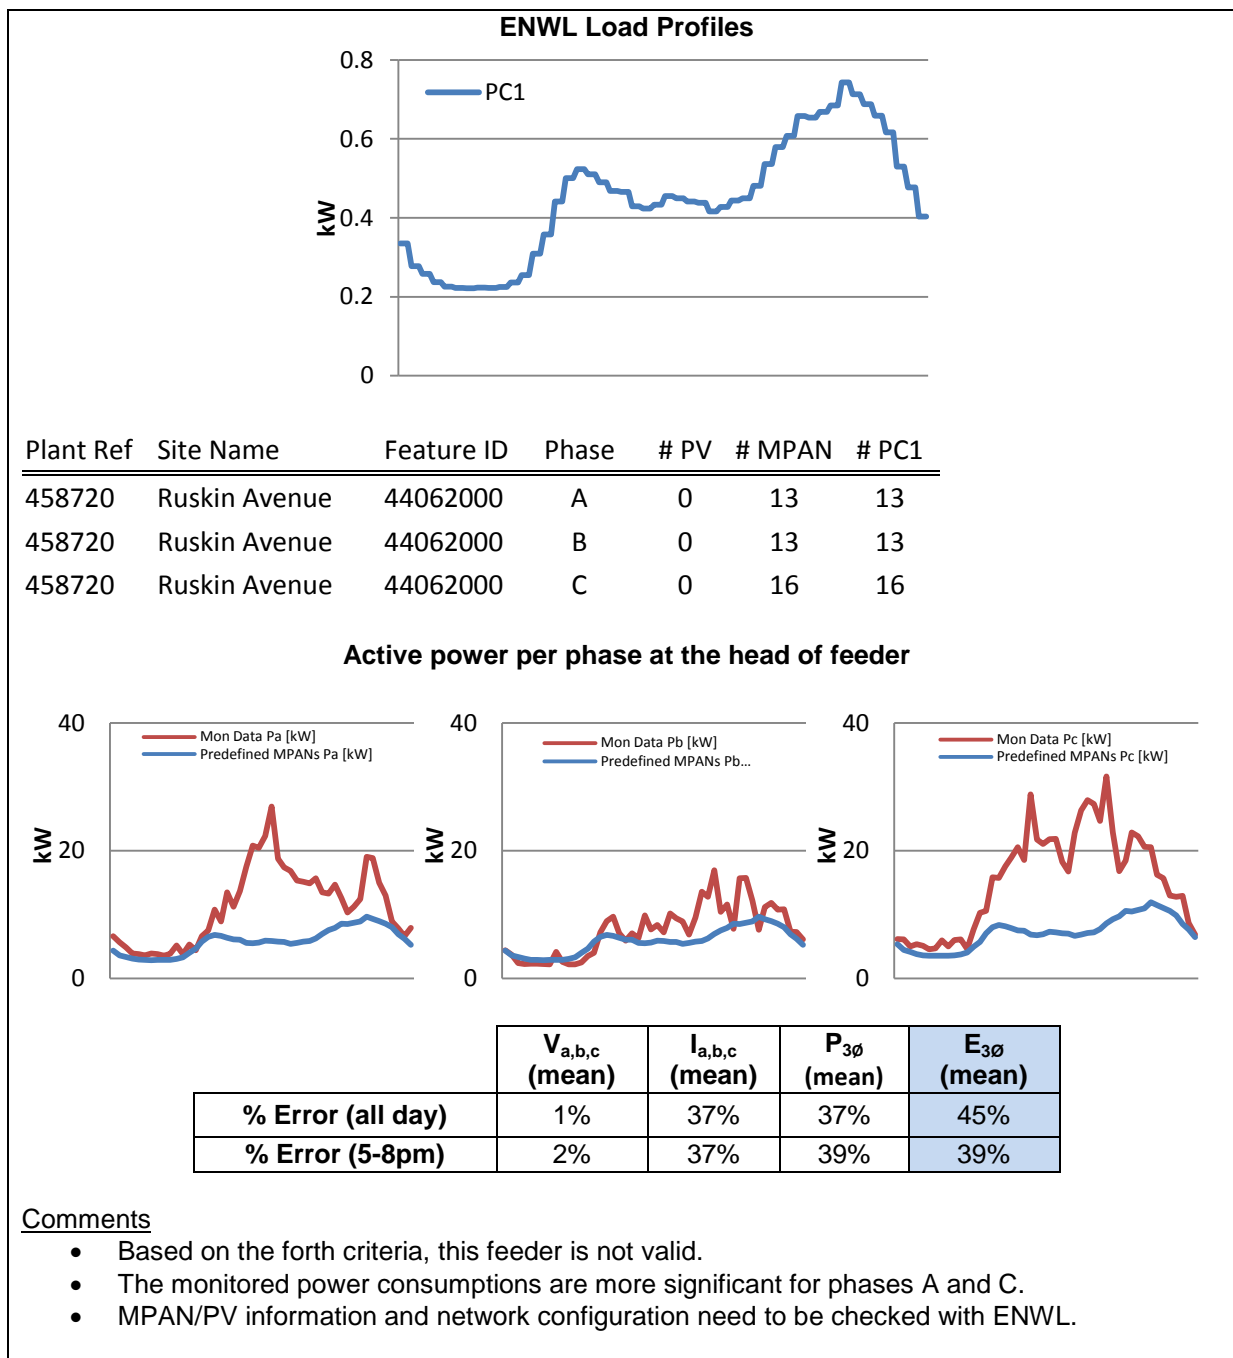 ENWL Load Profiles
0.8
0.6
0.4
0.2
0
kW
PC1
Plant Ref Site Name Feature ID Phase # PV # MPAN # PC1
458720 Ruskin Avenue 44062000 A 0 13 13
458720 Ruskin Avenue 44062000 B 0 13 13
458720 Ruskin Avenue 44062000 C 0 16 16
Active power per phase at the head of feeder
40
20
0
kW
Mon Data Pa [kW]
Predefined MPANs Pa [kW]
40
20
0
kW
Mon Data Pb [kW]
Predefined MPANs Pb...
40
20
0
kW
Mon Data Pc [kW]
Predefined MPANs Pc [kW]
Va,b,c Ia,b,c P3Ø E3Ø
(mean) (mean) (mean) (mean)
% Error (all day) 1% 37% 37% 45%
% Error (5-8pm) 2% 37% 39% 39%
Comments
• Based on the forth criteria, this feeder is not valid.
• The monitored power consumptions are more significant for phases A and C.
• MPAN/PV information and network configuration need to be checked with ENWL.